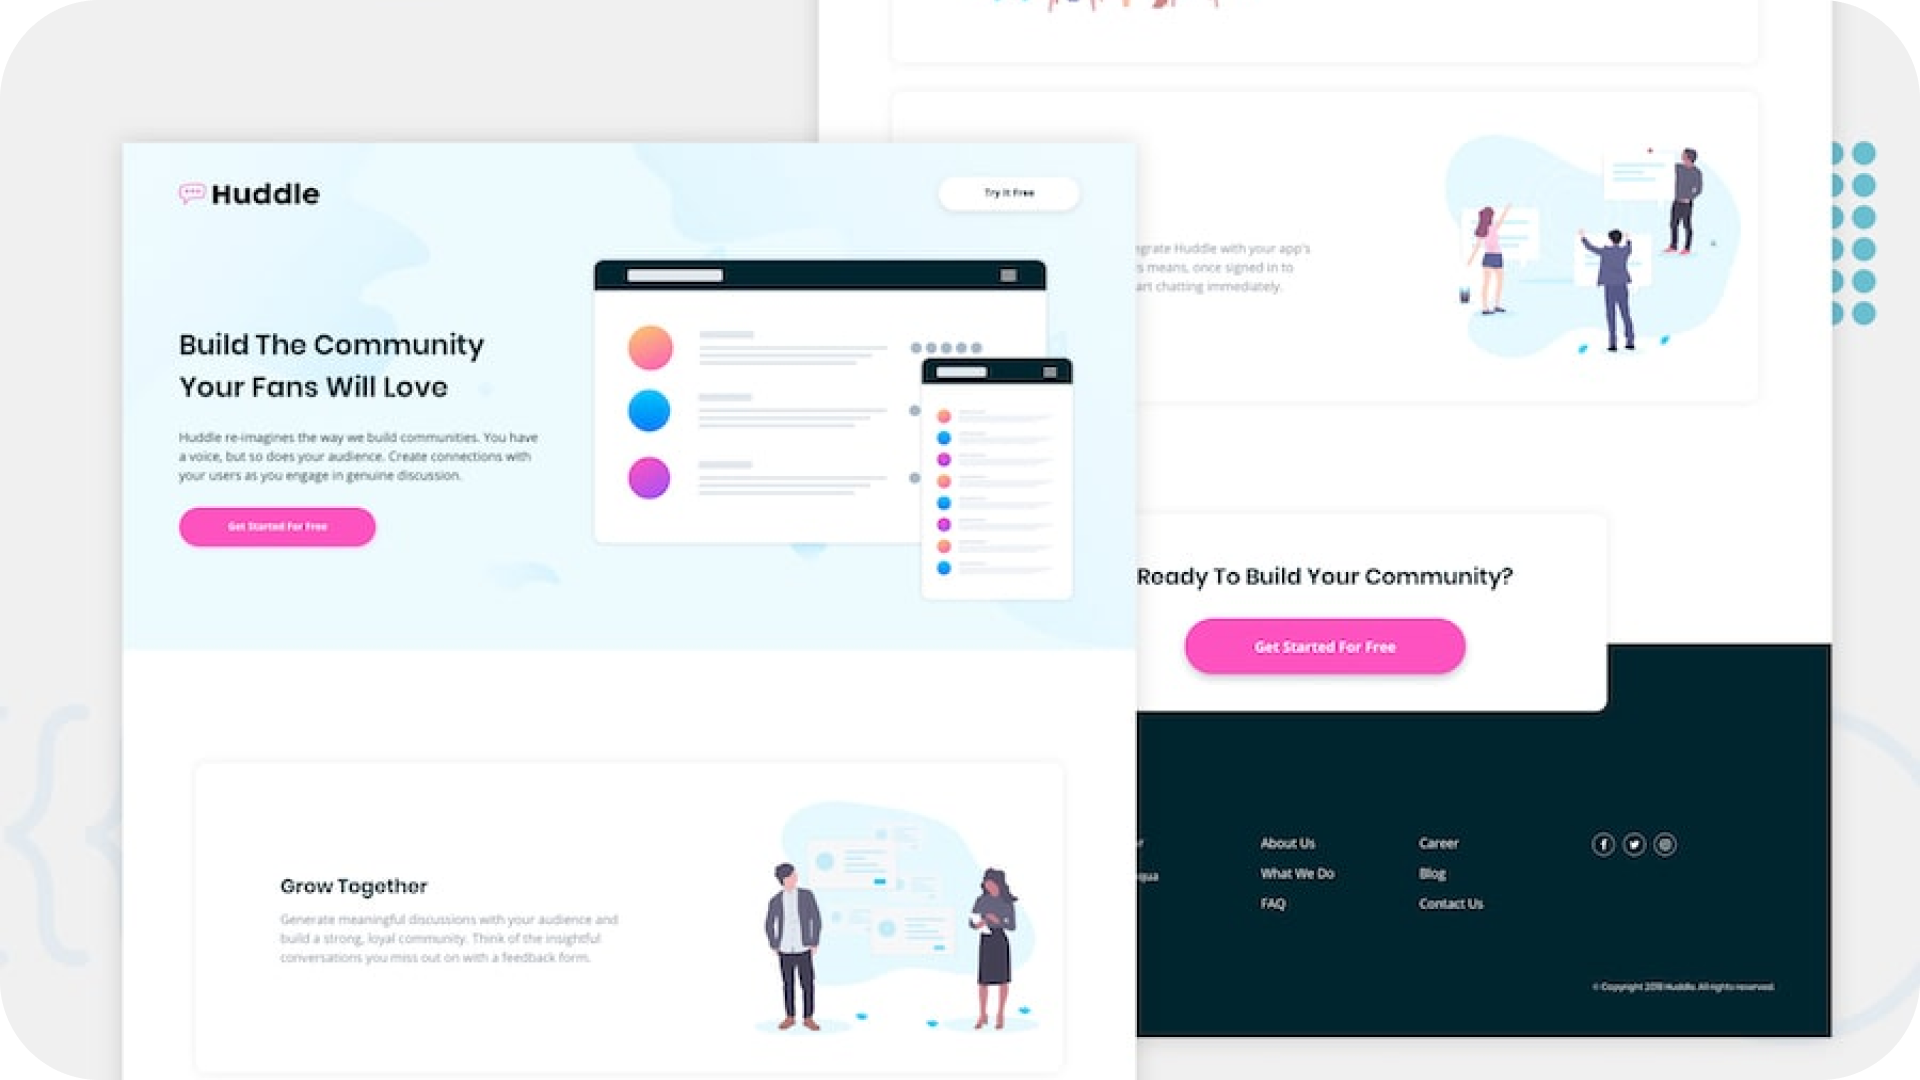 Huddle
Try It Free
Build The Community
Your Fans Will Love
Huddle re-imagines the way we build communities. You have
a voice, but so does your audience. Create connections with
your users as you engage in genuine discussion.
Get Started For Free
Grow Together
Generate meaningful discussions with your audience and
build a strong, loyal community. Think of the insightful
conversations you miss out on with a feedback form.
grate Huddle with your app's
s means, once signed in to
art chatting immediately.
Ready To Build Your Community?
Get Started For Free
qua
About Us
What We Do
FAQ
Career
Blog
Contact Us
© Copyright 2018 Huddle. All rights reserved.